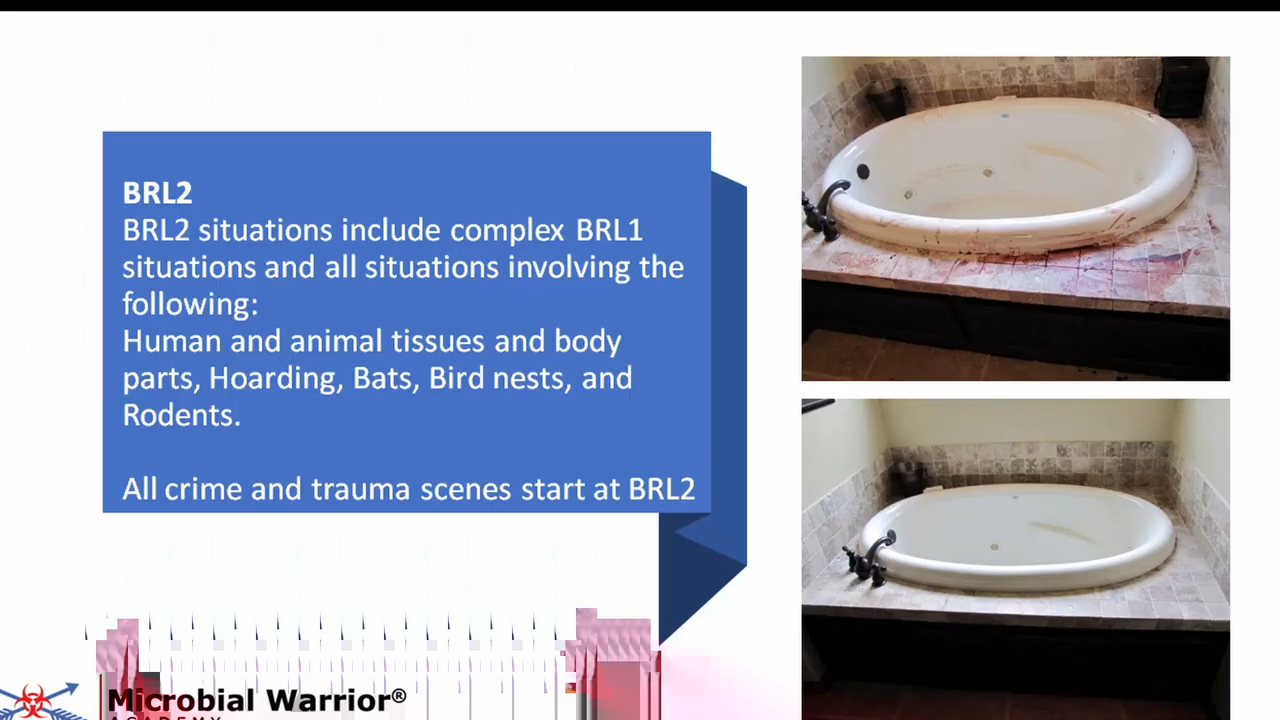 BRL2
BRL2 situations include complex BRL1
situations and all situations involving the
following:
Human and animal tissues and body
parts, Hoarding, Bats, Bird nests, and
Rodents.
All crime and trauma scenes start at BRL2
Microbial Warrior®
ACADEMY